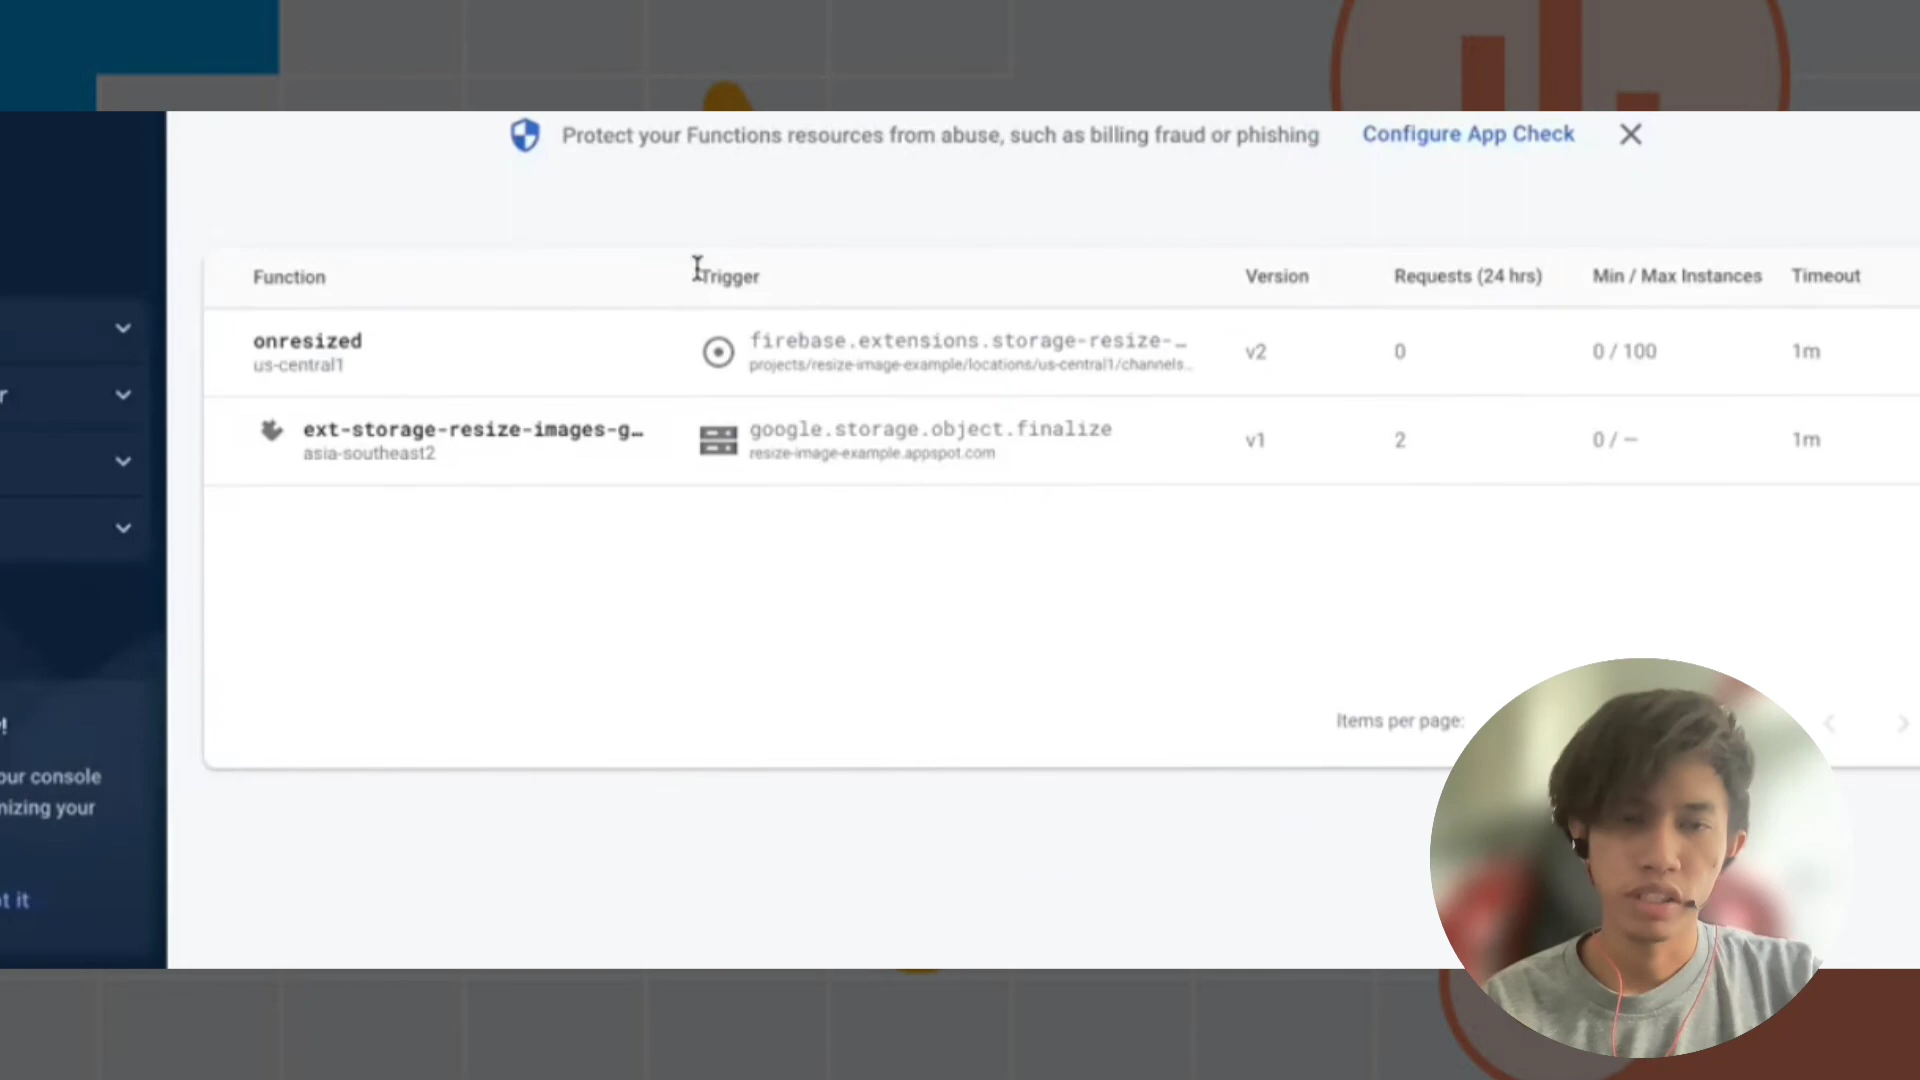 Protect your Functions resources from abuse, such as billing fraud or phishing Configure App Check
Function Trigger Version Requests (24 hrs) Min / Max Instances Timeout
onresized firebase.extensions.storage-resize-…
us-central1 projects/resize-image-example/locations/us-central1/channels… v2 0 0 / 100 1m
ext-storage-resize-images-g… google.storage.object.finalize
asia-southeast2 resize-image-example.appspot.com v1 2 0 / — 1m
Items per page:
r
!
our console
mizing your
t it